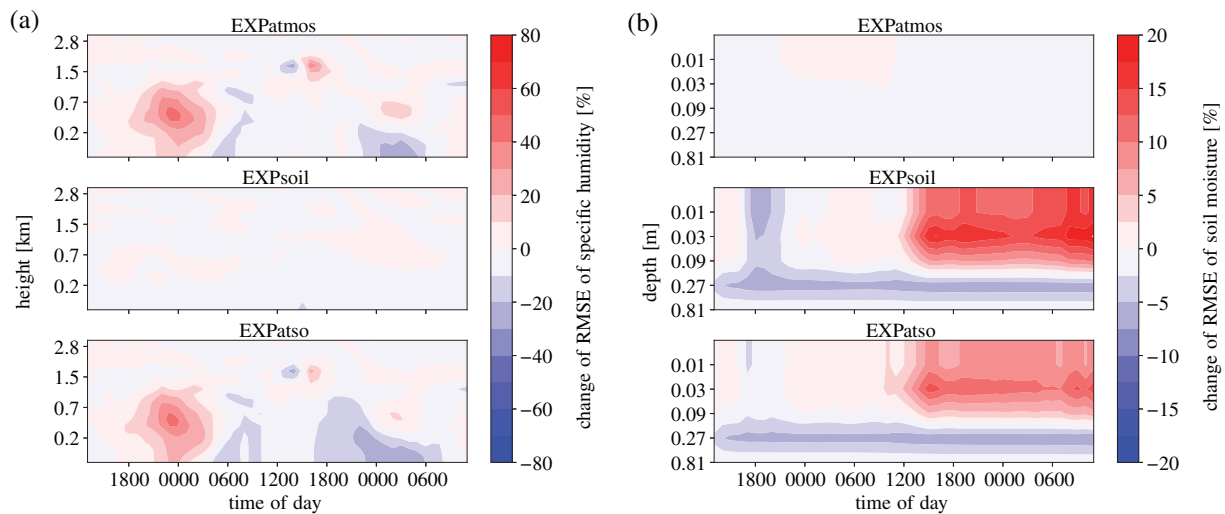 (a)
EXPatmos
2.8
1.5
0.7
0.2
EXPsoil
2.8
1.5
0.7
0.2
height [km]
EXPatso
2.8
1.5
0.7
0.2
1800 0000 0600 1200 1800 0000 0600
time of day
80
60
40
20
0
−20
−40
−60
−80
change of RMSE of specific humidity [%]
(b)
EXPatmos
0.01
0.03
0.09
0.27
0.81
EXPsoil
0.01
0.03
0.09
0.27
0.81
depth [m]
EXPatso
0.01
0.03
0.09
0.27
0.81
1800 0000 0600 1200 1800 0000 0600
time of day
20
15
10
5
0
−5
−10
−15
−20
change of RMSE of soil moisture [%]